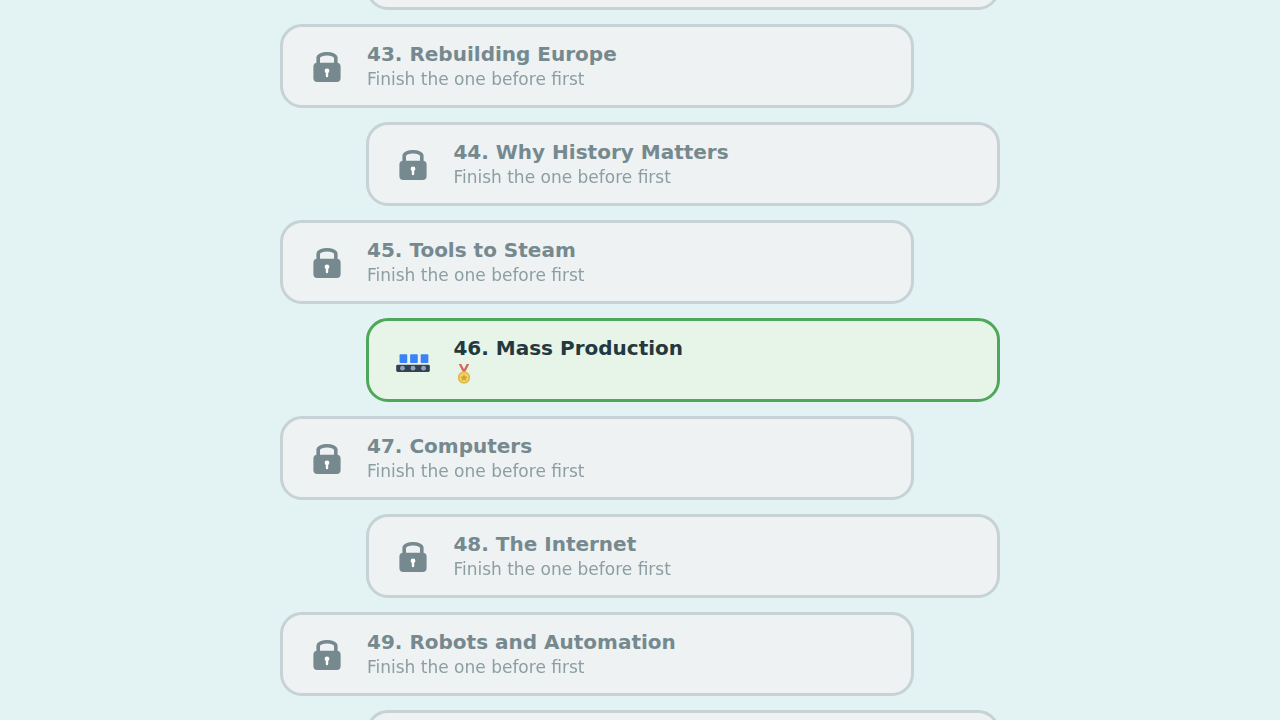 43. Rebuilding Europe
Finish the one before first
44. Why History Matters
Finish the one before first
45. Tools to Steam
Finish the one before first
46. Mass Production
47. Computers
Finish the one before first
48. The Internet
Finish the one before first
49. Robots and Automation
Finish the one before first